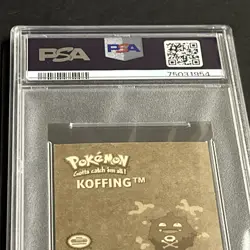 PSA
PSA
75031954
POKéMON
Gotta catch 'em all!
KOFFING™